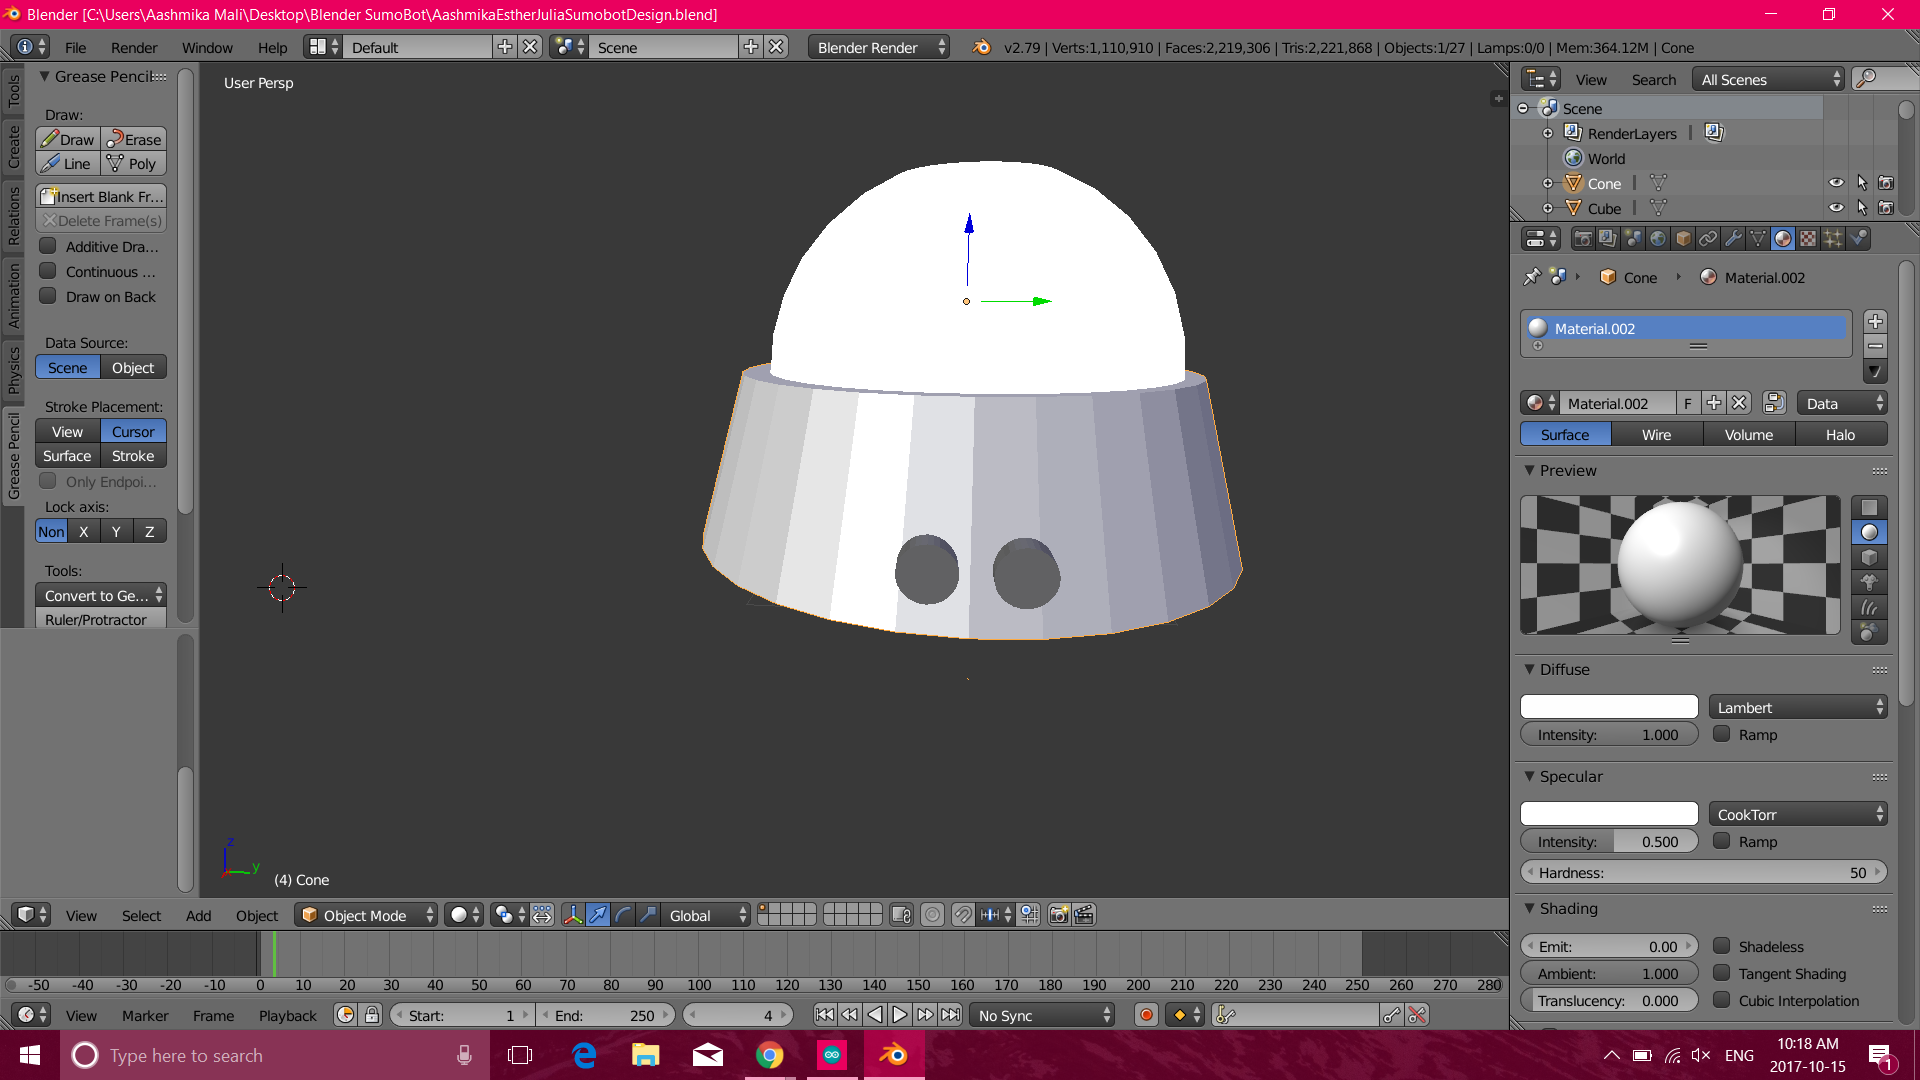 Blender [C:\Users\Aashmika Mali\Desktop\Blender SumoBot\AashmikaEstherJuliaSumobotDesign.blend]
File Render Window Help Default Scene Blender Render v2.79 | Verts:1,110,910 | Faces:2,219,306 | Tris:2,221,868 | Objects:1/27 | Lamps:0/0 | Mem:364.12M | Cone
Tools
Create
Relations
Animation
Physics
Grease Pencil
Grease Pencil
Draw:
Draw Erase
Line Poly
Insert Blank Fr...
Delete Frame(s)
Additive Dra...
Continuous ...
Draw on Back
Data Source:
Scene Object
Stroke Placement:
View Cursor
Surface Stroke
Only Endpoi...
Lock axis:
Non X Y Z
Tools:
Convert to Ge...
Ruler/Protractor
User Persp
z
y
(4) Cone
View Search All Scenes
Scene
RenderLayers |
World
Cone |
Cube |
Cone Material.002
Material.002
Material.002 F Data
Surface Wire Volume Halo
Preview
Diffuse
Lambert
Intensity: 1.000 Ramp
Specular
CookTorr
Intensity: 0.500 Ramp
Hardness: 50
Shading
Emit: 0.00 Shadeless
Ambient: 1.000 Tangent Shading
Translucency: 0.000 Cubic Interpolation
View Select Add Object Object Mode Global
-50 -40 -30 -20 -10 0 10 20 30 40 50 60 70 80 90 100 110 120 130 140 150 160 170 180 190 200 210 220 230 240 250 260 270 280
View Marker Frame Playback Start: 1 End: 250 4 No Sync
Type here to search
ENG
10:18 AM
2017-10-15
1